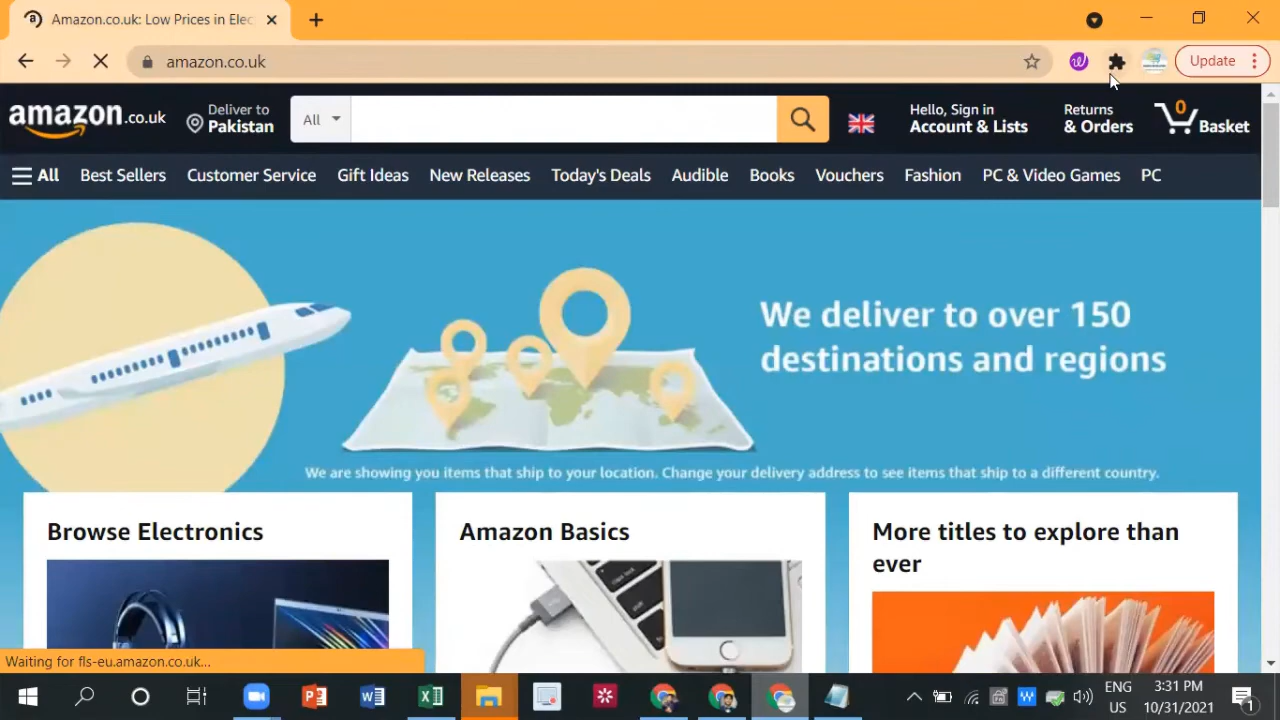 Amazon.co.uk: Low Prices in Elec
amazon.co.uk
Update
amazon.co.uk
Deliver to
Pakistan
All
Hello, Sign in
Account & Lists
Returns
& Orders
0
Basket
All
Best Sellers
Customer Service
Gift Ideas
New Releases
Today's Deals
Audible
Books
Vouchers
Fashion
PC & Video Games
PC
We deliver to over 150
destinations and regions
We are showing you items that ship to your location. Change your delivery address to see items that ship to a different country.
Browse Electronics
Amazon Basics
More titles to explore than
ever
Waiting for fls-eu.amazon.co.uk...
ENG
US
3:31 PM
10/31/2021
1